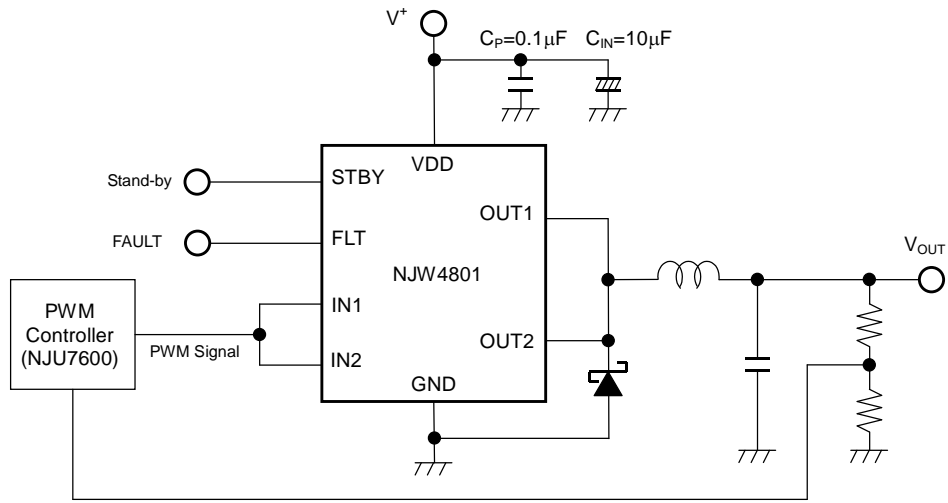 V+
CP=0.1μF
CIN=10μF
VDD
Stand-by
STBY
OUT1
FAULT
FLT
VOUT
NJW4801
PWM
Controller
(NJU7600)
IN1
PWM Signal
OUT2
IN2
GND